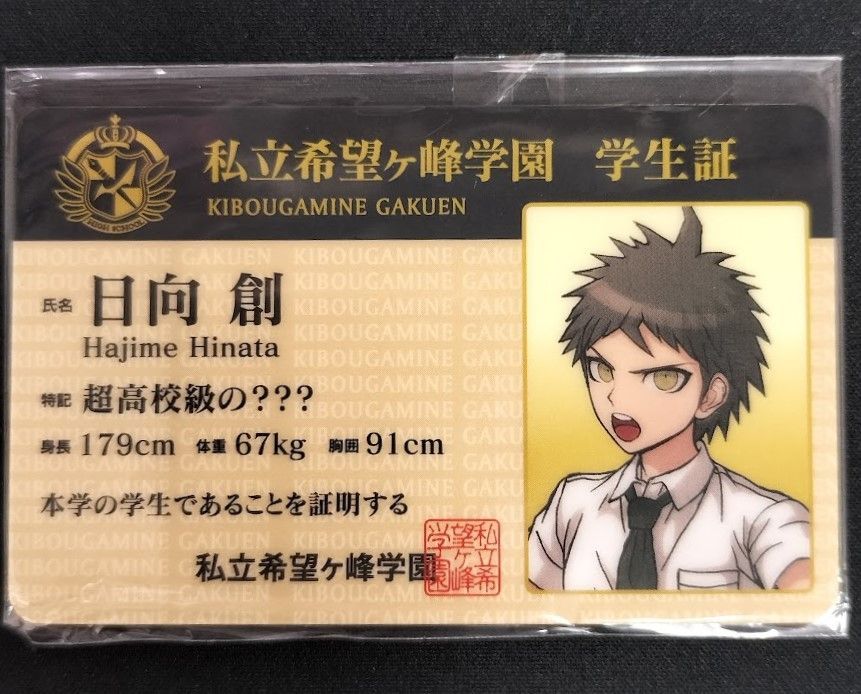 私立希望ヶ峰学園 学生証
KIBOUGAMINE GAKUEN
HIGH SCHOOL
氏名 日向 創
Hajime Hinata
特記 超高校級の???
身長 179cm 体重 67kg 胸囲 91cm
本学の学生であることを証明する
私立希望ヶ峰学園
私立希望ヶ峰学園